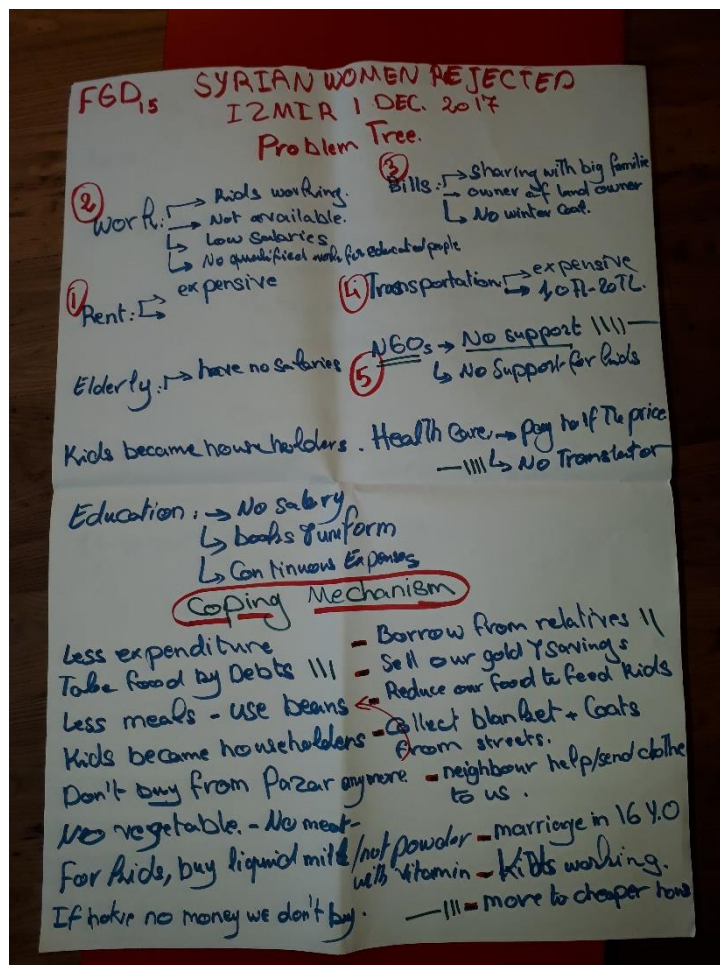 FGD15 SYRIAN WOMEN REJECTED
IZMIR 1 DEC. 2017
Problem Tree.
② Work: → Kids working.
→ Not available.
↳ Low salaries
↳ No qualified work for educated people
③ Bills: → sharing with big familie
→ owner of land owner
↳ No winter Coal.
① Rent: → expensive
↳
④ Transportation: → expensive
→ 10TL-20TL.
Elderly: → have no salaries
⑤ NGOs → No support |||| —
↳ No Support for kids
Kids became householders.
Health Care → Pay half The price
— |||| ↳ No Translator
Education: → No salary
↳ books & uniform
↳ Continuous Expenses
Coping Mechanism
Less expenditure
Take food by Debts |||
Less meals - use beans
Kids became householders
Don't buy from Pazar anymore
NO vegetable. - No meat-
For kids, buy liquid milk/not powder
with vitamin
If have no money we don't buy.
- Borrow from relatives ||
- Sell our gold & savings
- Reduce our food to feed kids
- Collect blanket + Coats
from streets.
- neighbour help/send clothe
to us.
- marriage in 16 Y.O
- Kids working.
— ||| - move to cheaper hous